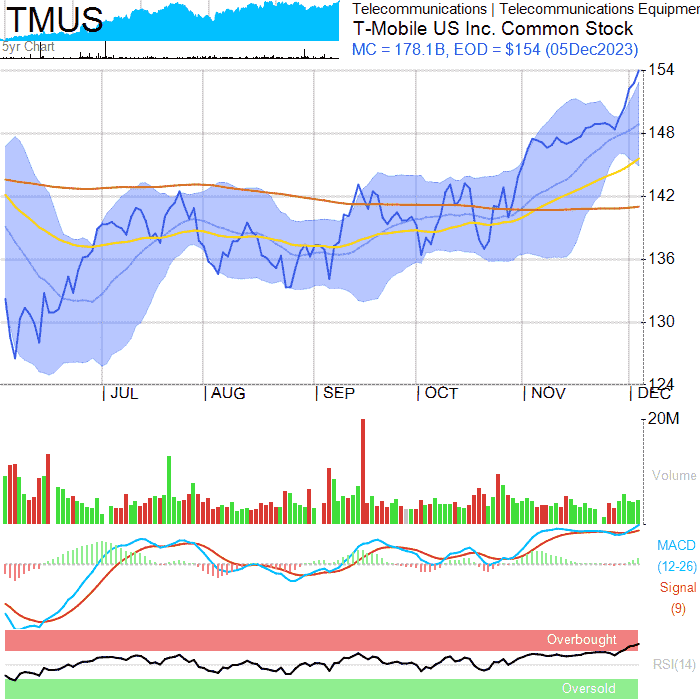 TMUS
5yr Chart
Telecommunications | Telecommunications Equipmen
T-Mobile US Inc. Common Stock
MC = 178.1B, EOD = $154 (05Dec2023)
154
148
142
136
130
124
| JUL | AUG | SEP | OCT | NOV | DEC
20M
Volume
MACD
(12-26)
Signal
(9)
Overbought
RSI(14)
Oversold